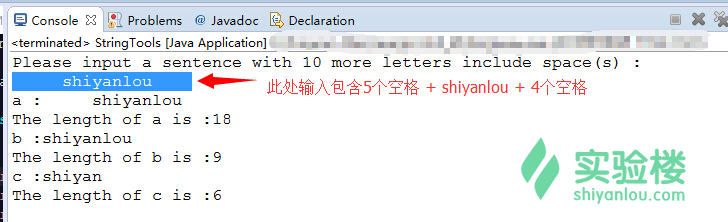 Console Problems @ Javadoc Declaration
<terminated> StringTools [Java Application]
Please input a sentence with 10 more letters include space(s) :
     shiyanlou    
此处输入包含5个空格 + shiyanlou + 4个空格
a :     shiyanlou
The length of a is :18
b :shiyanlou
The length of b is :9
c :shiyan
The length of c is :6
实验楼
shiyanlou.com